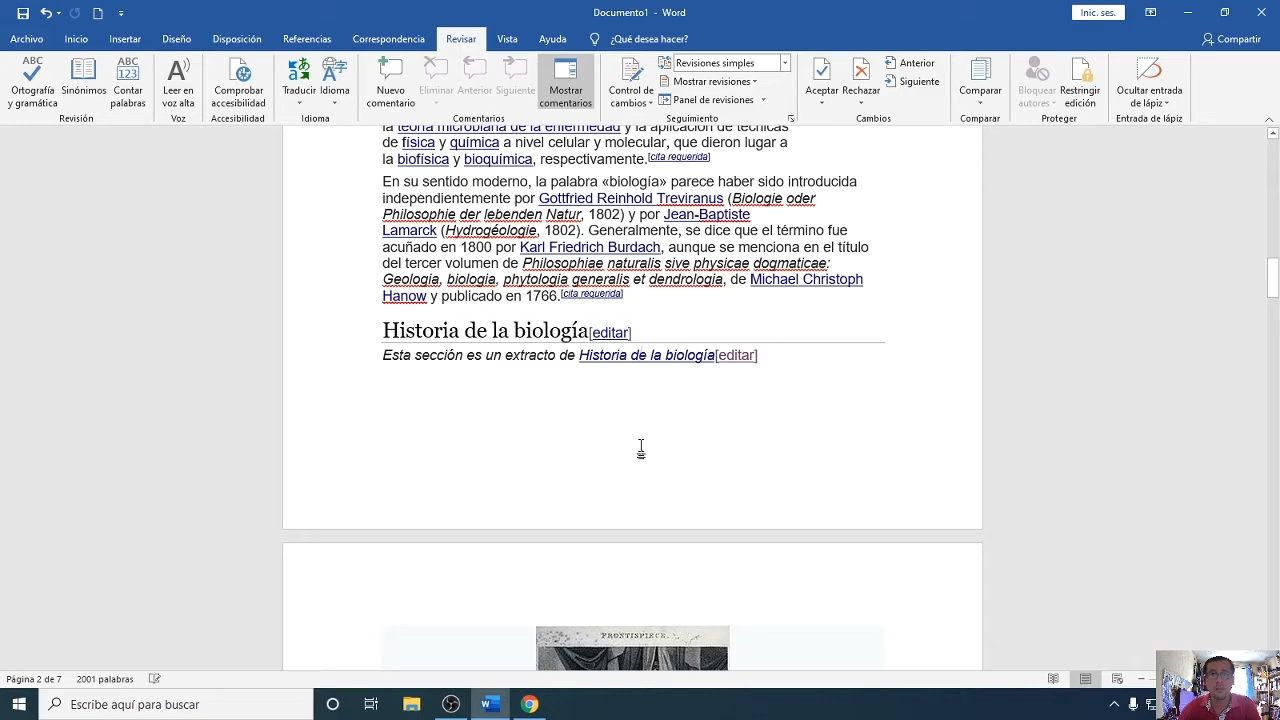 Documento1 - Word
Inic. ses.
Archivo Inicio Insertar Diseño Disposición Referencias Correspondencia Revisar Vista Ayuda ¿Qué desea hacer? Compartir
Ortografía y gramática
Sinónimos
Contar palabras
Leer en voz alta
Comprobar accesibilidad
Traducir
Idioma
Nuevo comentario
Eliminar
Anterior
Siguiente
Mostrar comentarios
Control de cambios
Revisiones simples
Mostrar revisiones
Panel de revisiones
Aceptar
Rechazar
Anterior
Siguiente
Comparar
Bloquear autores
Restringir edición
Ocultar entrada de lápiz
Revisión Voz Accesibilidad Idioma Comentarios Seguimiento Cambios Comparar Proteger Entrada de lápiz
la teoría microbiana de la enfermedad y la aplicación de técnicas
de física y química a nivel celular y molecular, que dieron lugar a
la biofísica y bioquímica, respectivamente.[cita requerida]
En su sentido moderno, la palabra «biología» parece haber sido introducida
independientemente por Gottfried Reinhold Treviranus (Biologie oder
Philosophie der lebenden Natur, 1802) y por Jean-Baptiste
Lamarck (Hydrogéologie, 1802). Generalmente, se dice que el término fue
acuñado en 1800 por Karl Friedrich Burdach, aunque se menciona en el título
del tercer volumen de Philosophiae naturalis sive physicae dogmaticae:
Geologia, biologia, phytologia generalis et dendrologia, de Michael Christoph
Hanow y publicado en 1766.[cita requerida]
Historia de la biología[editar]
Esta sección es un extracto de Historia de la biología[editar]
FRONTISPIECE.
Página 2 de 7 2001 palabras
Escribe aquí para buscar